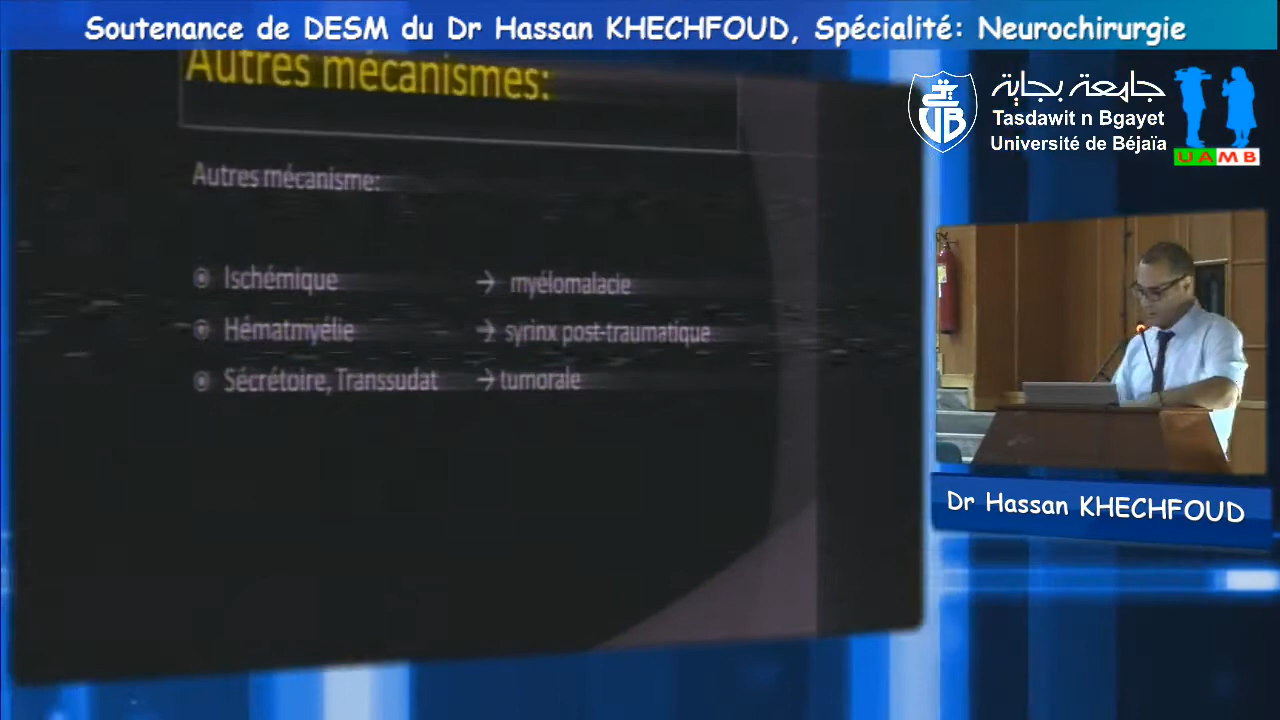 Soutenance de DESM du Dr Hassan KHECHFOUD, Spécialité: Neurochirurgie
Autres mécanismes:
Autres mécanisme:
Ischémique → myélomalacie
Hématmyélie → syrinx post-traumatique
Sécrétoire, Transsudat → tumorale
جامعة بجاية
Tasdawit n Bgayet
Université de Béjaïa
UAMB
Dr Hassan KHECHFOUD